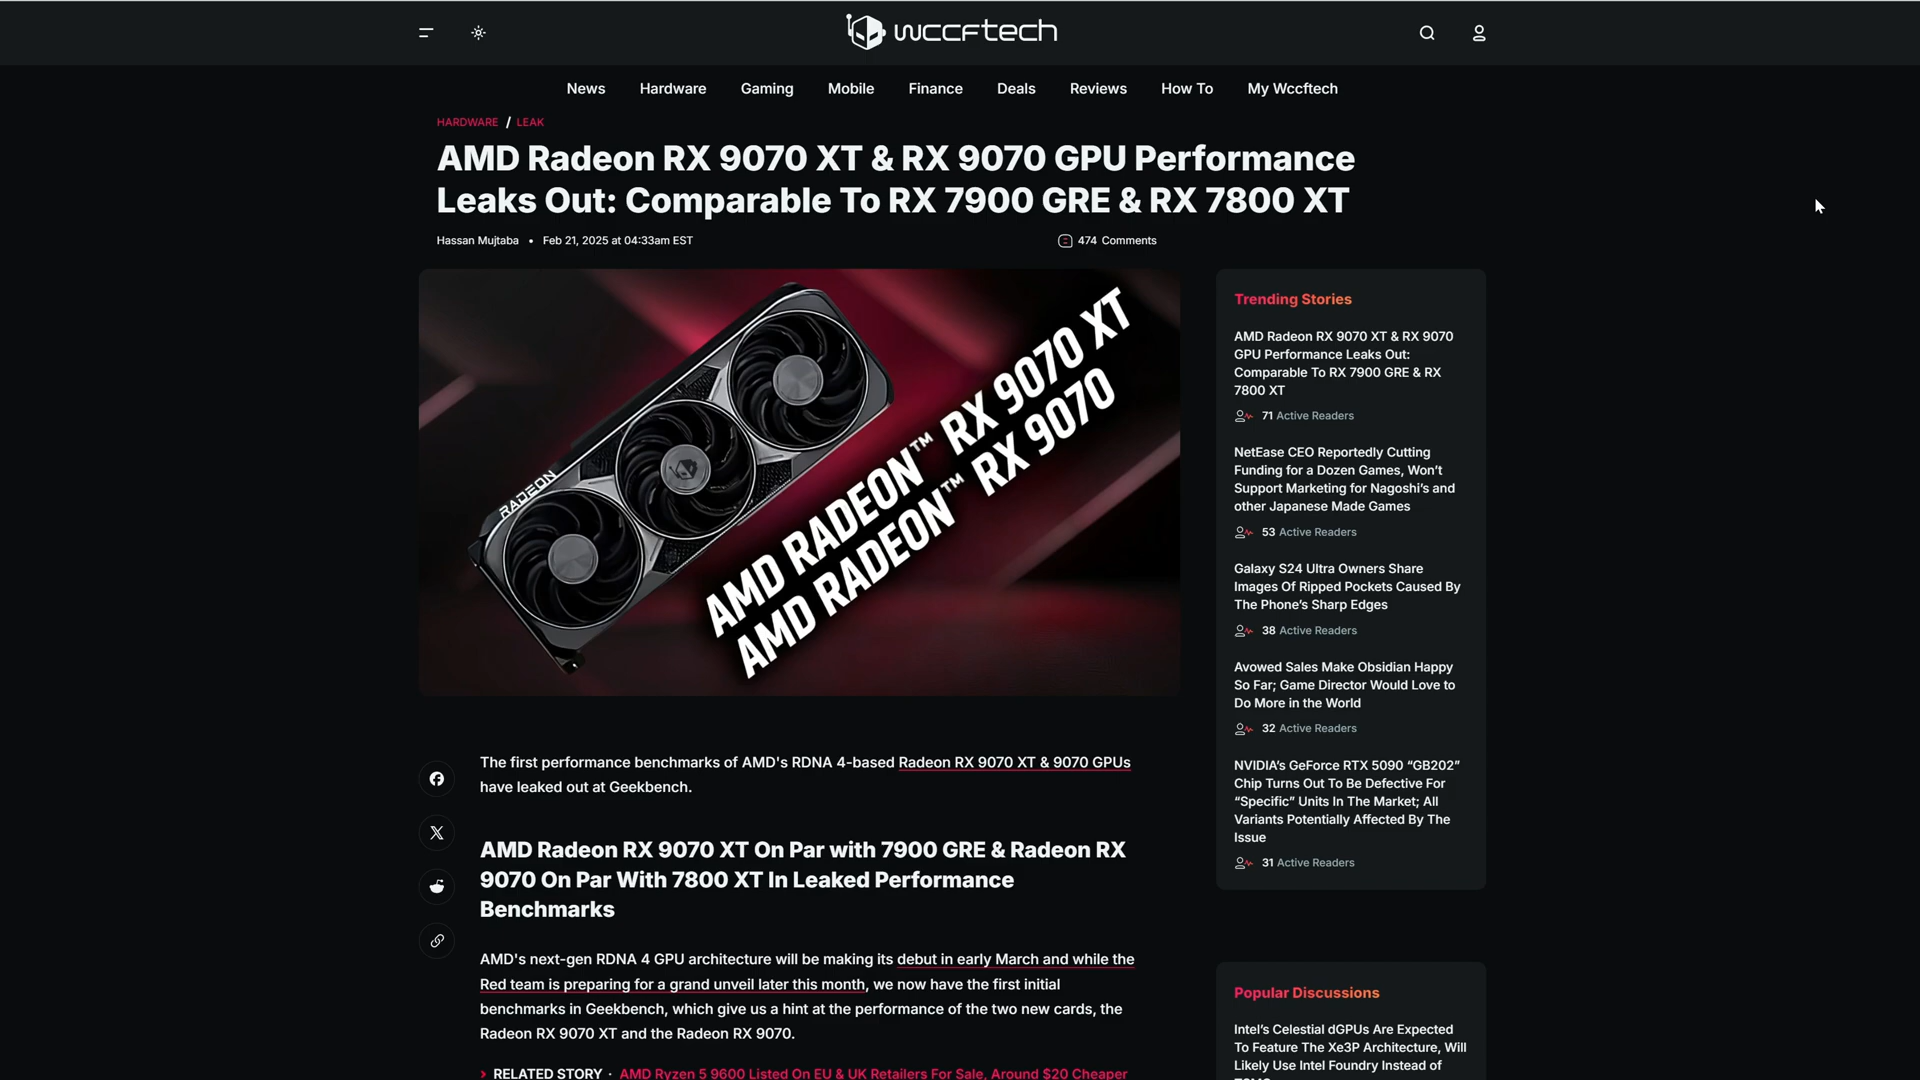 wccftech
News Hardware Gaming Mobile Finance Deals Reviews How To My Wccftech
HARDWARE / LEAK
AMD Radeon RX 9070 XT & RX 9070 GPU Performance
Leaks Out: Comparable To RX 7900 GRE & RX 7800 XT
Hassan Mujtaba • Feb 21, 2025 at 04:33am EST
474 Comments
RADEON
AMD RADEON™ RX 9070 XT
AMD RADEON™ RX 9070
The first performance benchmarks of AMD's RDNA 4-based Radeon RX 9070 XT & 9070 GPUs
have leaked out at Geekbench.
AMD Radeon RX 9070 XT On Par with 7900 GRE & Radeon RX
9070 On Par With 7800 XT In Leaked Performance
Benchmarks
AMD's next-gen RDNA 4 GPU architecture will be making its debut in early March and while the
Red team is preparing for a grand unveil later this month, we now have the first initial
benchmarks in Geekbench, which give us a hint at the performance of the two new cards, the
Radeon RX 9070 XT and the Radeon RX 9070.
RELATED STORY · AMD Ryzen 5 9600 Listed On EU & UK Retailers For Sale, Around $20 Cheaper
Trending Stories
AMD Radeon RX 9070 XT & RX 9070
GPU Performance Leaks Out:
Comparable To RX 7900 GRE & RX
7800 XT
71 Active Readers
NetEase CEO Reportedly Cutting
Funding for a Dozen Games, Won't
Support Marketing for Nagoshi's and
other Japanese Made Games
53 Active Readers
Galaxy S24 Ultra Owners Share
Images Of Ripped Pockets Caused By
The Phone's Sharp Edges
38 Active Readers
Avowed Sales Make Obsidian Happy
So Far; Game Director Would Love to
Do More in the World
32 Active Readers
NVIDIA's GeForce RTX 5090 “GB202”
Chip Turns Out To Be Defective For
“Specific” Units In The Market; All
Variants Potentially Affected By The
Issue
31 Active Readers
Popular Discussions
Intel's Celestial dGPUs Are Expected
To Feature The Xe3P Architecture, Will
Likely Use Intel Foundry Instead of